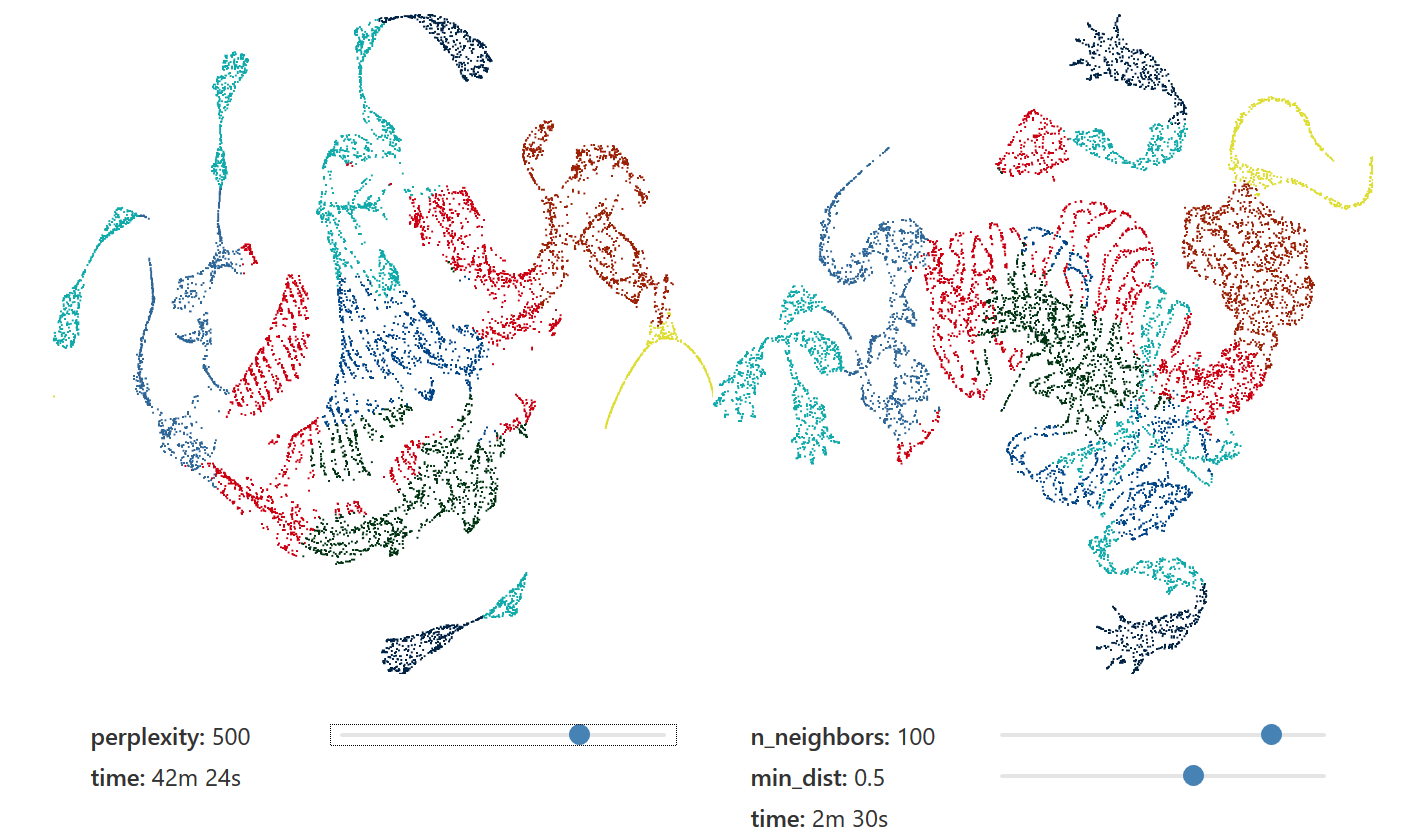 perplexity: 500
time: 42m 24s
n_neighbors: 100
min_dist: 0.5
time: 2m 30s